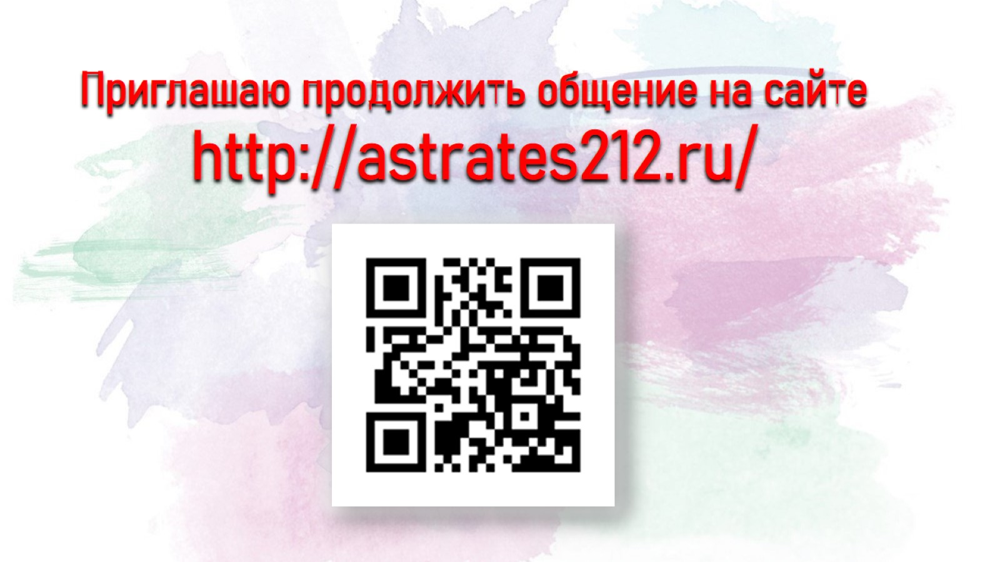 Приглашаю продолжить общение на сайте
http://astrates212.ru/